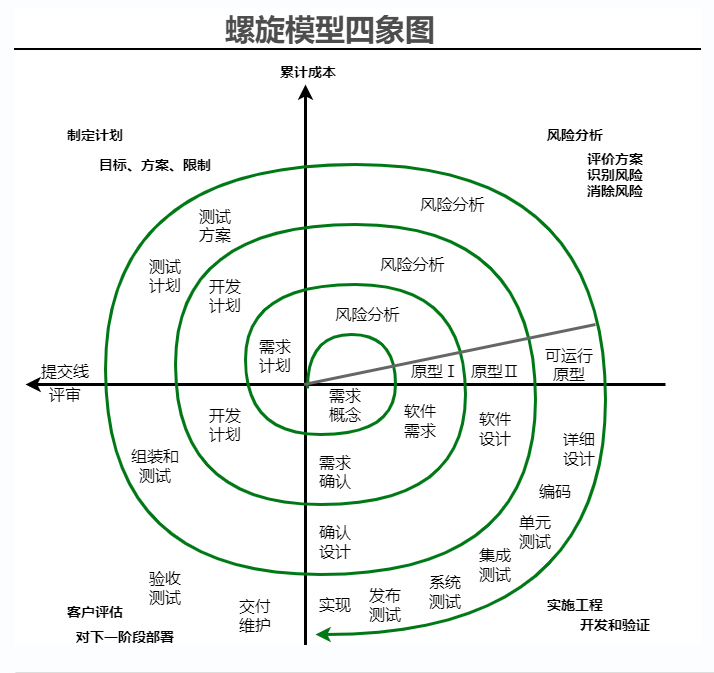 螺旋模型四象图
累计成本
制定计划
目标、方案、限制
风险分析
评价方案
识别风险
消除风险
风险分析
测试
方案
测试
计划
风险分析
开发
计划
风险分析
需求
计划
提交线
评审
原型Ⅰ
原型Ⅱ
可运行
原型
需求
概念
开发
计划
软件
需求
软件
设计
详细
设计
组装和
测试
需求
确认
编码
单元
测试
确认
设计
集成
测试
验收
测试
系统
测试
交付
维护
实现
发布
测试
客户评估
对下一阶段部署
实施工程
开发和验证